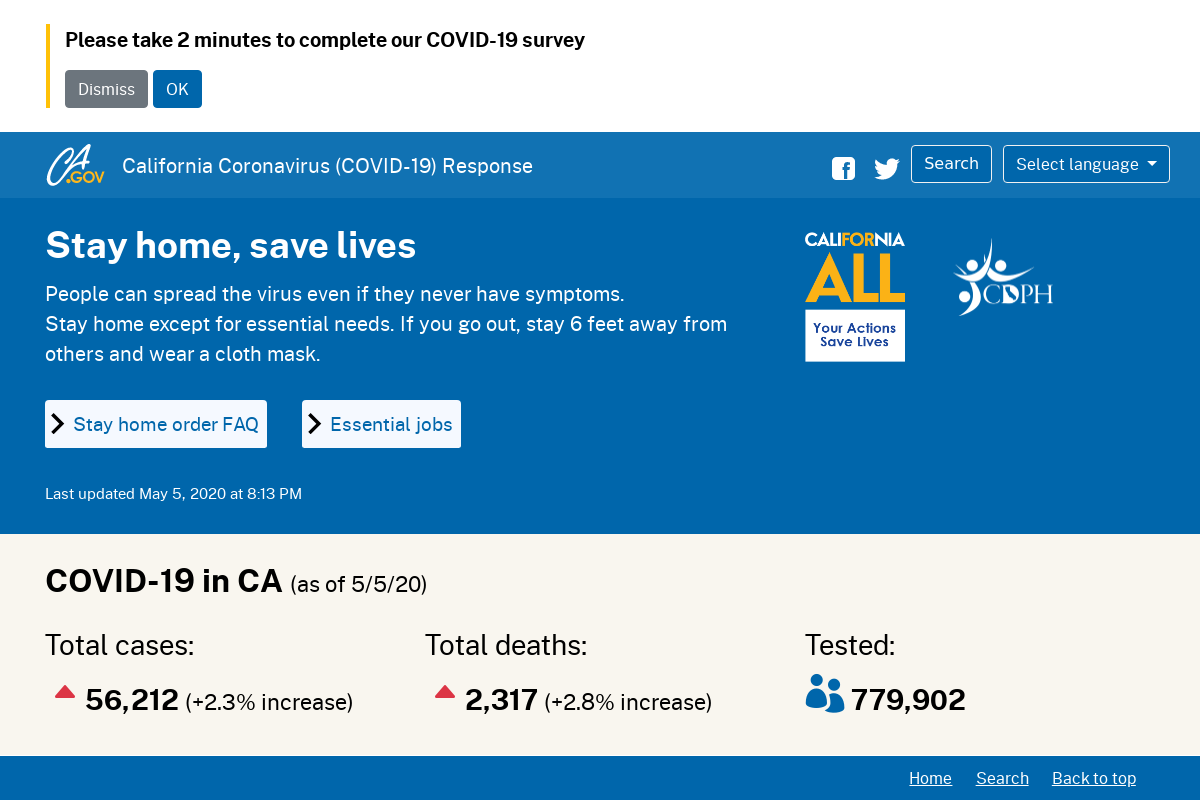 Please take 2 minutes to complete our COVID-19 survey
Dismiss OK
CA.GOV California Coronavirus (COVID-19) Response
Search Select language
Stay home, save lives
People can spread the virus even if they never have symptoms.
Stay home except for essential needs. If you go out, stay 6 feet away from
others and wear a cloth mask.
CALIFORNIA
ALL
Your Actions
Save Lives
CDPH
Stay home order FAQ Essential jobs
Last updated May 5, 2020 at 8:13 PM
COVID-19 in CA (as of 5/5/20)
Total cases: Total deaths: Tested:
56,212 (+2.3% increase) 2,317 (+2.8% increase) 779,902
Home Search Back to top